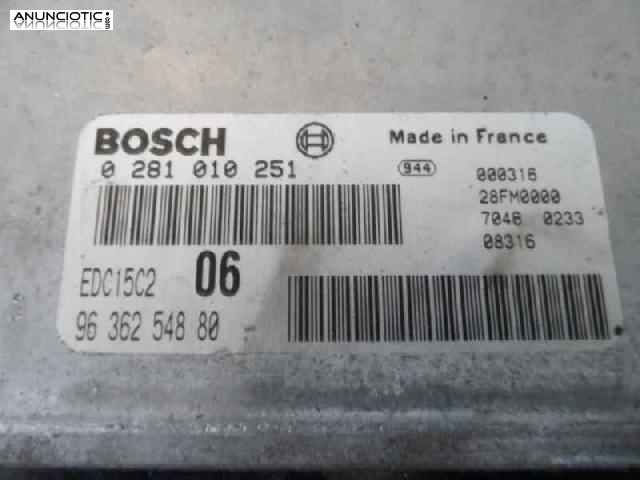 ANUNCIOTIC
.es
BOSCH
Made in France
0 281 010 251
944
000316
28FM0000
7046 0233
08316
EDC15C2
06
96 362 548 80